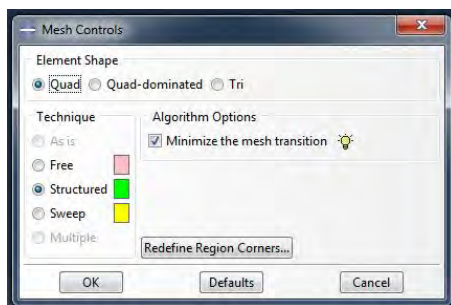 Mesh Controls
Element Shape
Quad Quad-dominated Tri
Technique
As is
Free
Structured
Sweep
Multiple
Algorithm Options
Minimize the mesh transition
Redefine Region Corners...
OK Defaults Cancel